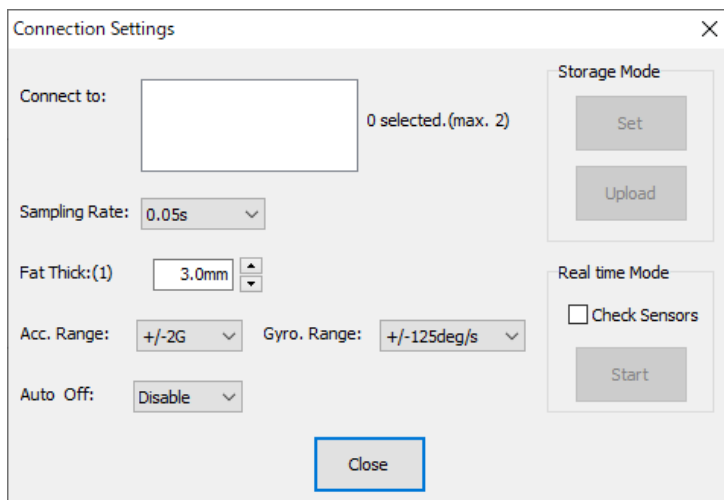 Connection Settings
Connect to:
0 selected.(max. 2)
Sampling Rate: 0.05s
Fat Thick:(1) 3.0mm
Acc. Range: +/-2G Gyro. Range: +/-125deg/s
Auto Off: Disable
Storage Mode
Set
Upload
Real time Mode
Check Sensors
Start
Close